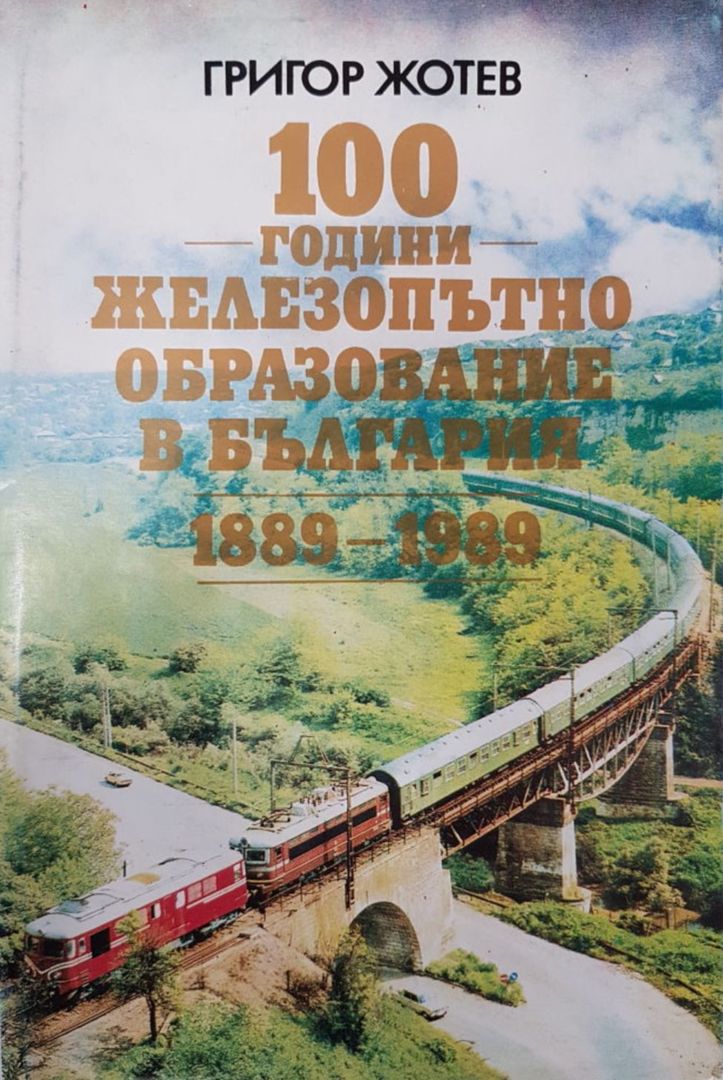 ГРИГОР ЖОТЕВ
100
ГОДИНИ
ЖЕЛЕЗОПЪТНО
ОБРАЗОВАНИЕ
В БЪЛГАРИЯ
1889-1989